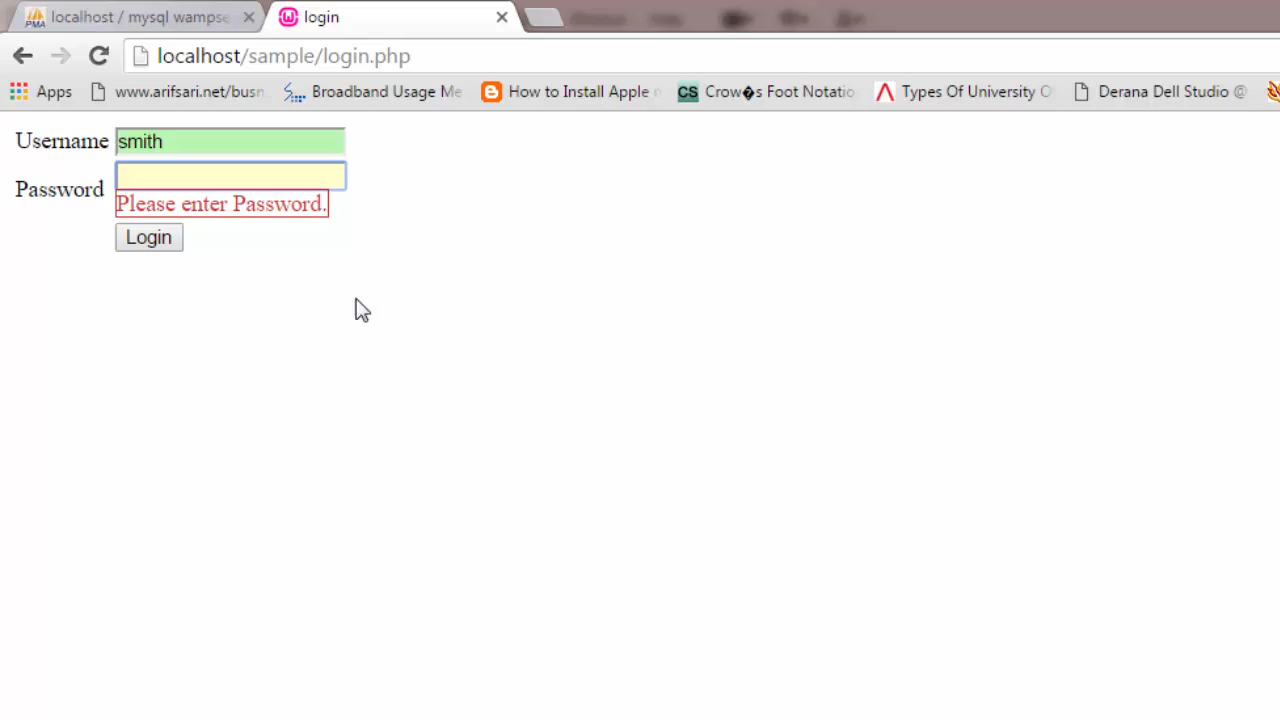 PMA localhost / mysql wampse
login
localhost/sample/login.php
Apps
www.arifsari.net/busn
Broadband Usage Me
How to Install Apple
CS Crow�s Foot Notatio
Types Of University
Derana Dell Studio @
Username smith
Password
Please enter Password.
Login